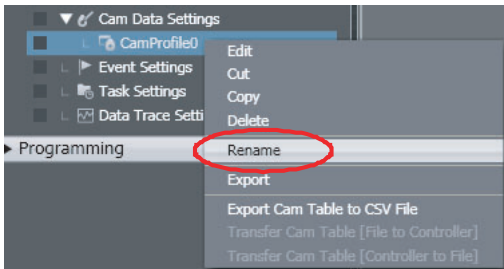 Cam Data Settings
CamProfile0
Event Settings
Task Settings
Data Trace Setti
Programming
Edit
Cut
Copy
Delete
Rename
Export
Export Cam Table to CSV File
Transfer Cam Table [File to Controller]
Transfer Cam Table [Controller to File]